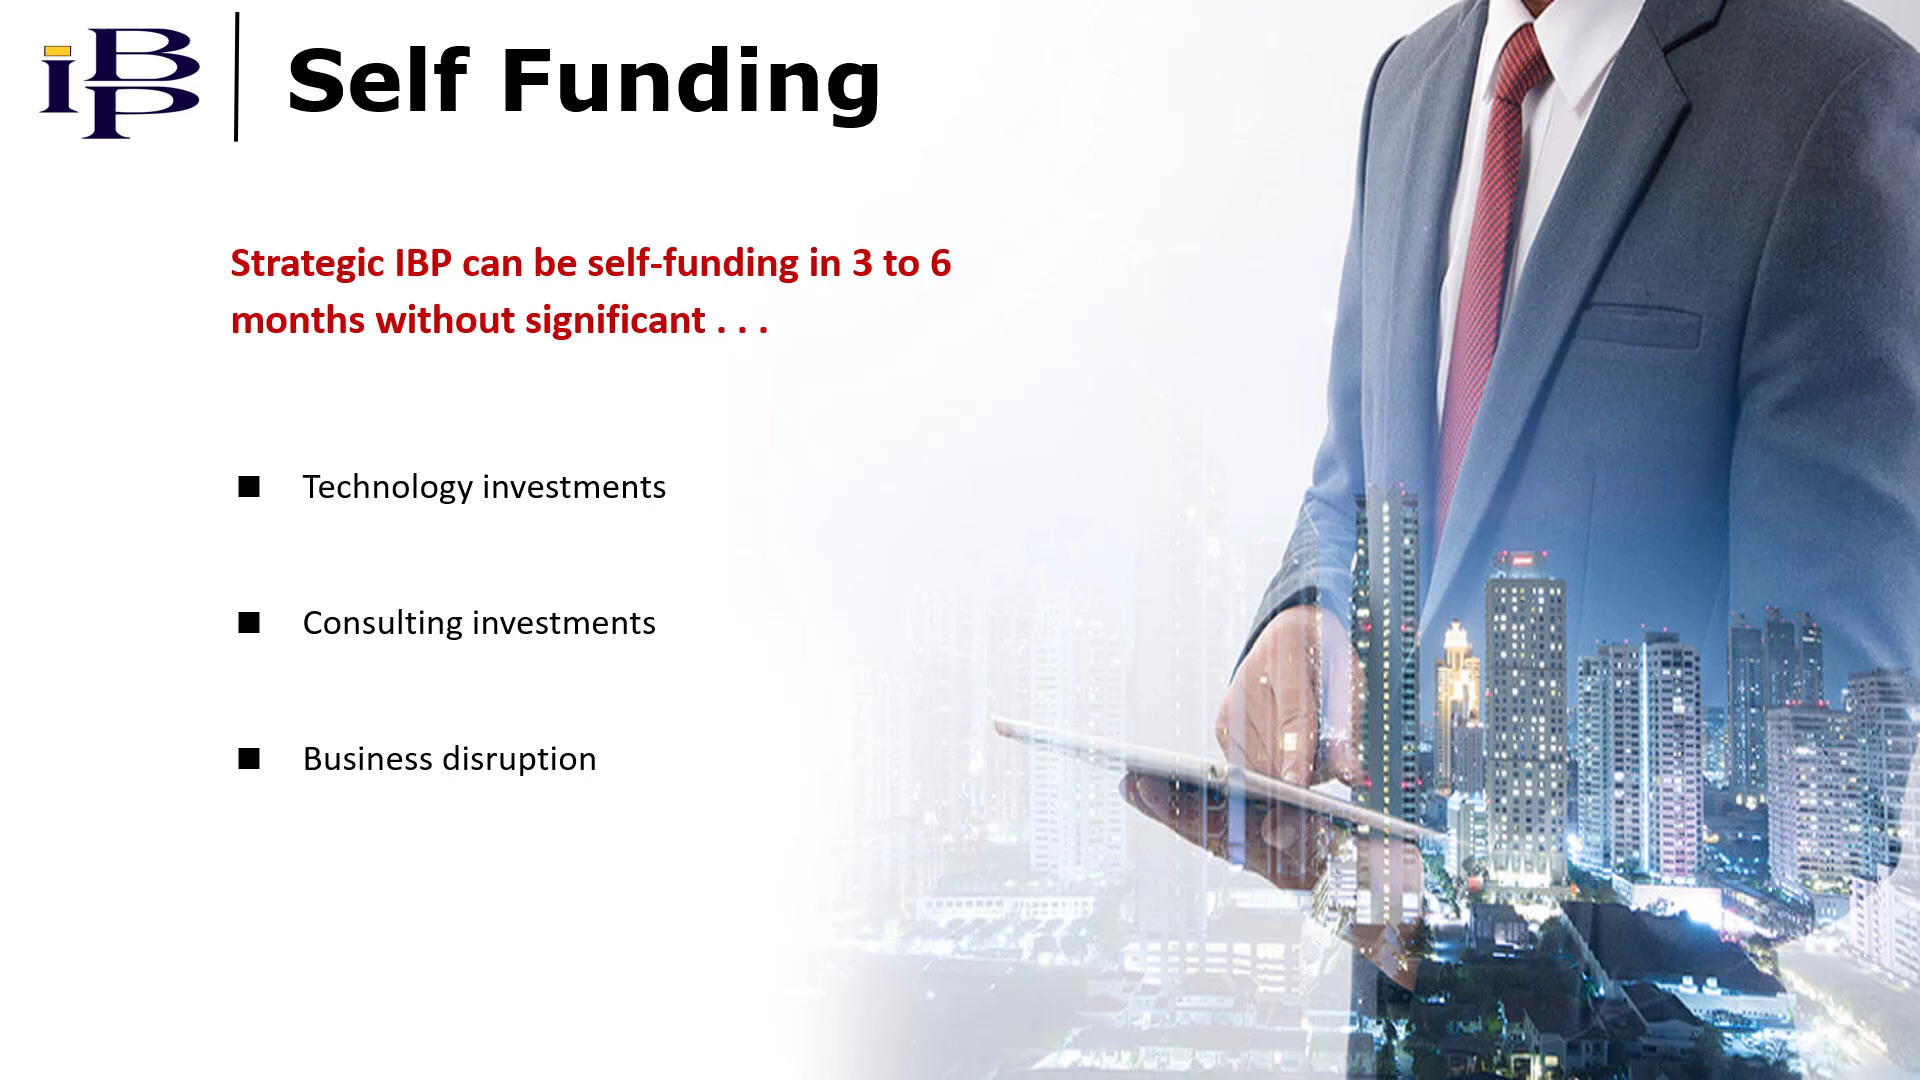 iBP
Self Funding
Strategic IBP can be self-funding in 3 to 6
months without significant . . .
Technology investments
Consulting investments
Business disruption